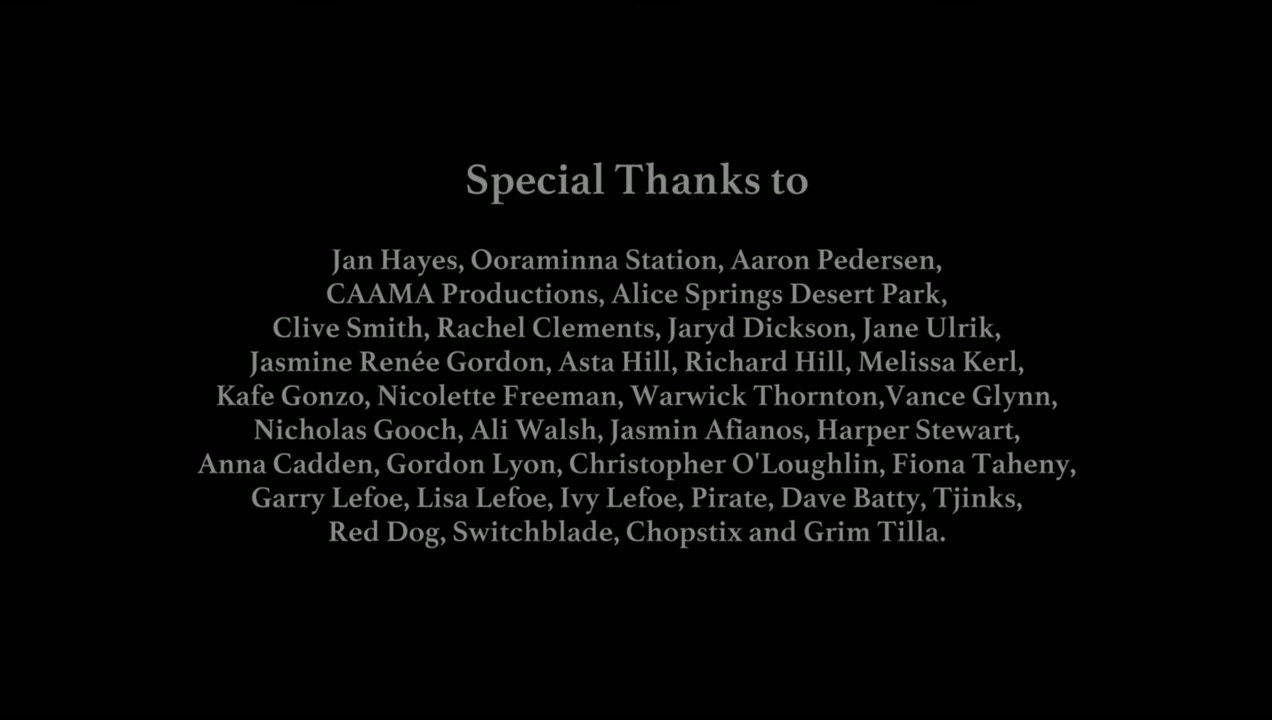 Special Thanks to
Jan Hayes, Ooraminna Station, Aaron Pedersen,
CAAMA Productions, Alice Springs Desert Park,
Clive Smith, Rachel Clements, Jaryd Dickson, Jane Ulrik,
Jasmine Renée Gordon, Asta Hill, Richard Hill, Melissa Kerl,
Kafe Gonzo, Nicolette Freeman, Warwick Thornton,Vance Glynn,
Nicholas Gooch, Ali Walsh, Jasmin Afianos, Harper Stewart,
Anna Cadden, Gordon Lyon, Christopher O'Loughlin, Fiona Taheny,
Garry Lefoe, Lisa Lefoe, Ivy Lefoe, Pirate, Dave Batty, Tjinks,
Red Dog, Switchblade, Chopstix and Grim Tilla.